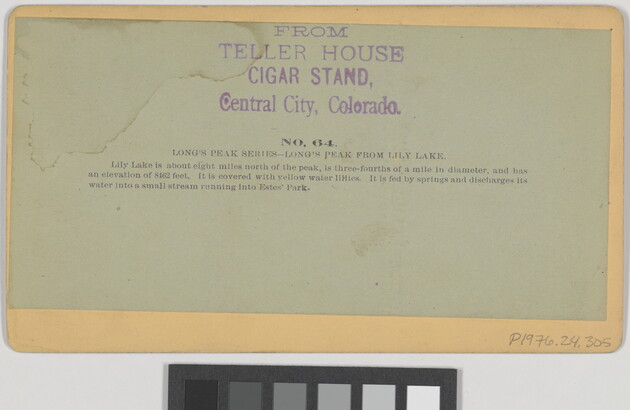 FROM
TELLER HOUSE
CIGAR STAND,
Central City, Colorado.
NO, 64.
LONG'S PEAK SERIES—LONG'S PEAK FROM LILY LAKE.
Lily Lake is about eight miles north of the peak, is three-fourths of a mile in diameter, and has
an elevation of 8462 feet. It is covered with yellow water lilies. It is fed by springs and discharges its
water into a small stream running into Estes' Park.
P1976.24.305